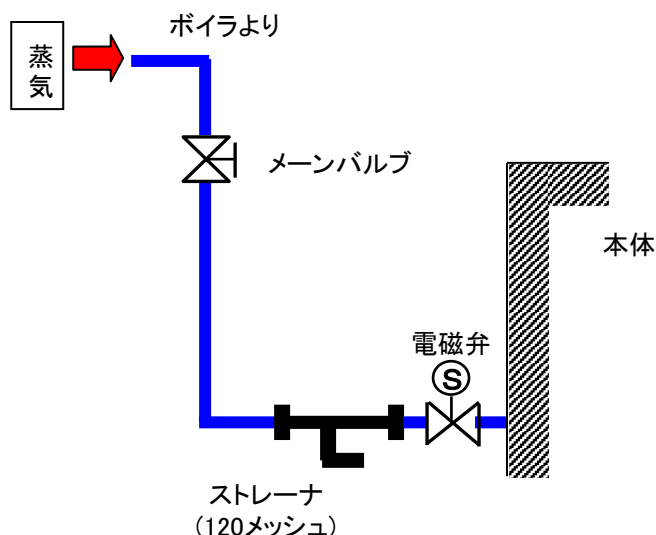 ボイラより
蒸気
メーンバルブ
本体
電磁弁
S
ストレーナ
(120メッシュ)